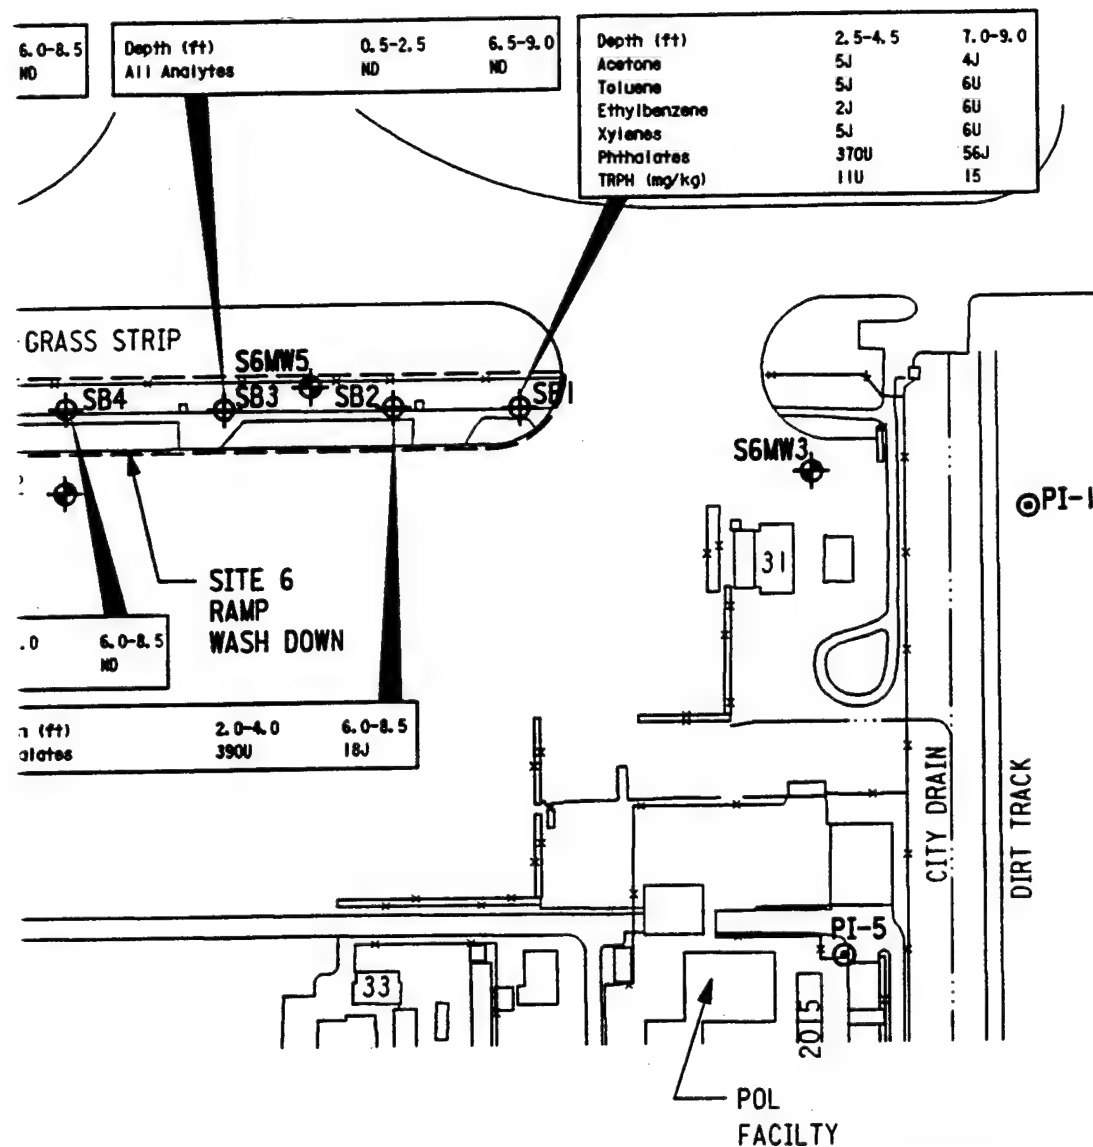 6.0-8.5
ND
Depth (ft) 0.5-2.5 6.5-9.0
All Analytes ND ND
Depth (ft) 2.5-4.5 7.0-9.0
Acetone 5J 4J
Toluene 5J 6U
Ethylbenzene 2J 6U
Xylenes 5J 6U
Phthalates 370U 56J
TRPH (mg/kg) 11U 15
GRASS STRIP
S6MW5
SB4
SB3
SB2
SB1
S6MW3
PI-1
31
SITE 6
RAMP
WASH DOWN
.0 6.0-8.5
ND
(ft) 2.0-4.0 6.0-8.5
alates 390U 18J
CITY DRAIN
DIRT TRACK
PI-5
33
2015
POL
FACILTY